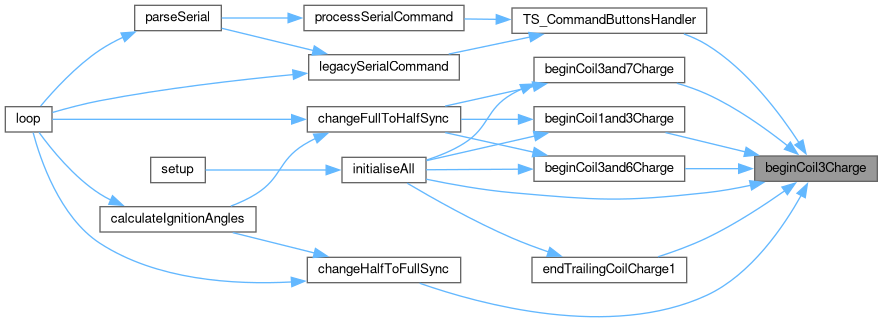 parseSerial
processSerialCommand
TS_CommandButtonsHandler
legacySerialCommand
beginCoil3and7Charge
loop
changeFullToHalfSync
beginCoil1and3Charge
setup
initialiseAll
beginCoil3and6Charge
beginCoil3Charge
calculateIgnitionAngles
changeHalfToFullSync
endTrailingCoilCharge1